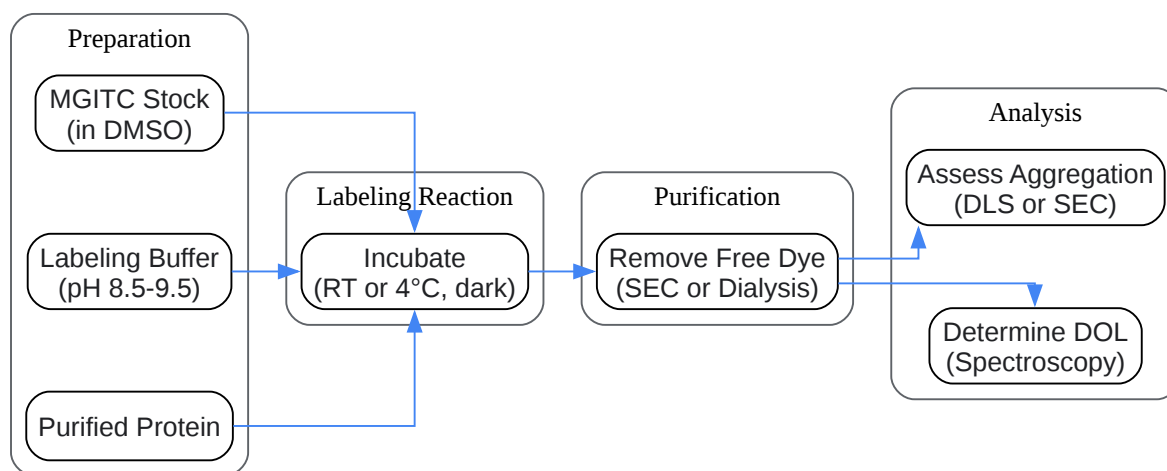 Preparation
MGITC Stock
(in DMSO)
Labeling Buffer
(pH 8.5-9.5)
Purified Protein
Labeling Reaction
Incubate
(RT or 4°C, dark)
Purification
Remove Free Dye
(SEC or Dialysis)
Analysis
Assess Aggregation
(DLS or SEC)
Determine DOL
(Spectroscopy)